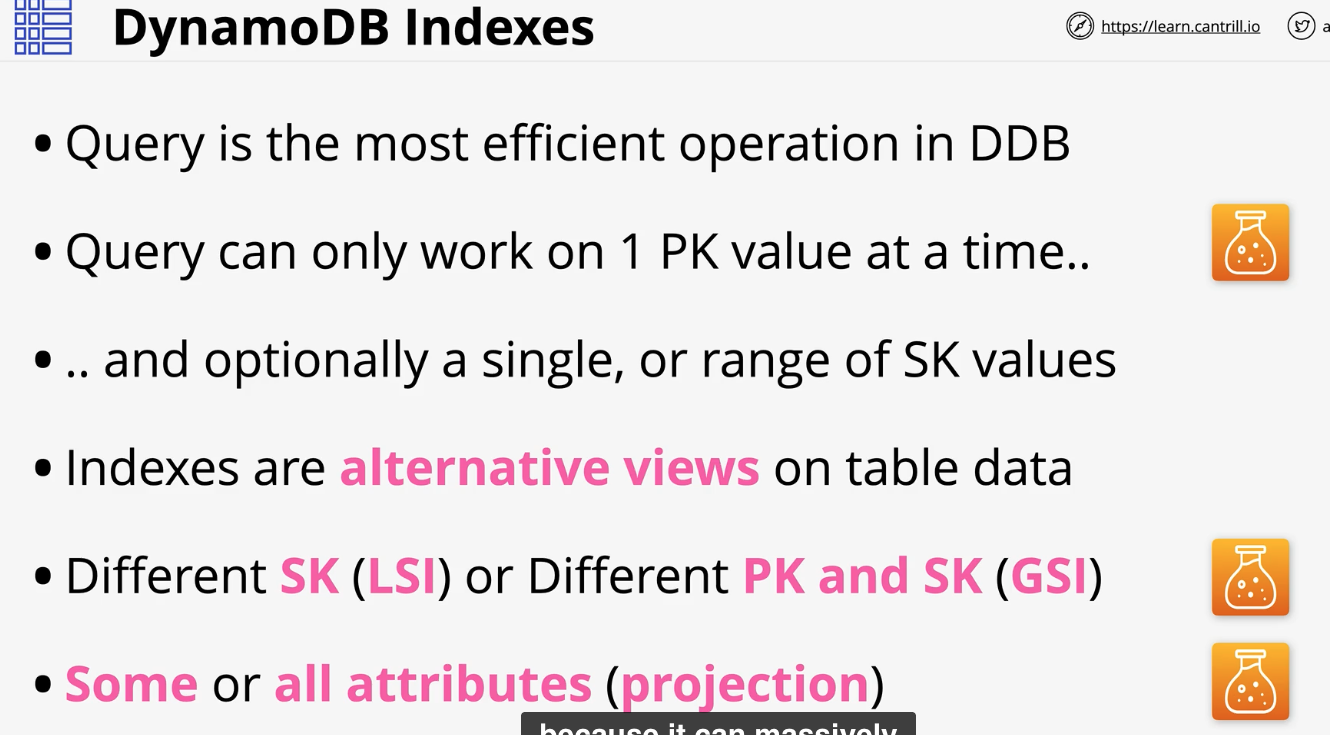 DynamoDB Indexes
https://learn.cantrill.io
a
• Query is the most efficient operation in DDB
• Query can only work on 1 PK value at a time..
• .. and optionally a single, or range of SK values
• Indexes are alternative views on table data
• Different SK (LSI) or Different PK and SK (GSI)
• Some or all attributes (projection)
because it can massively